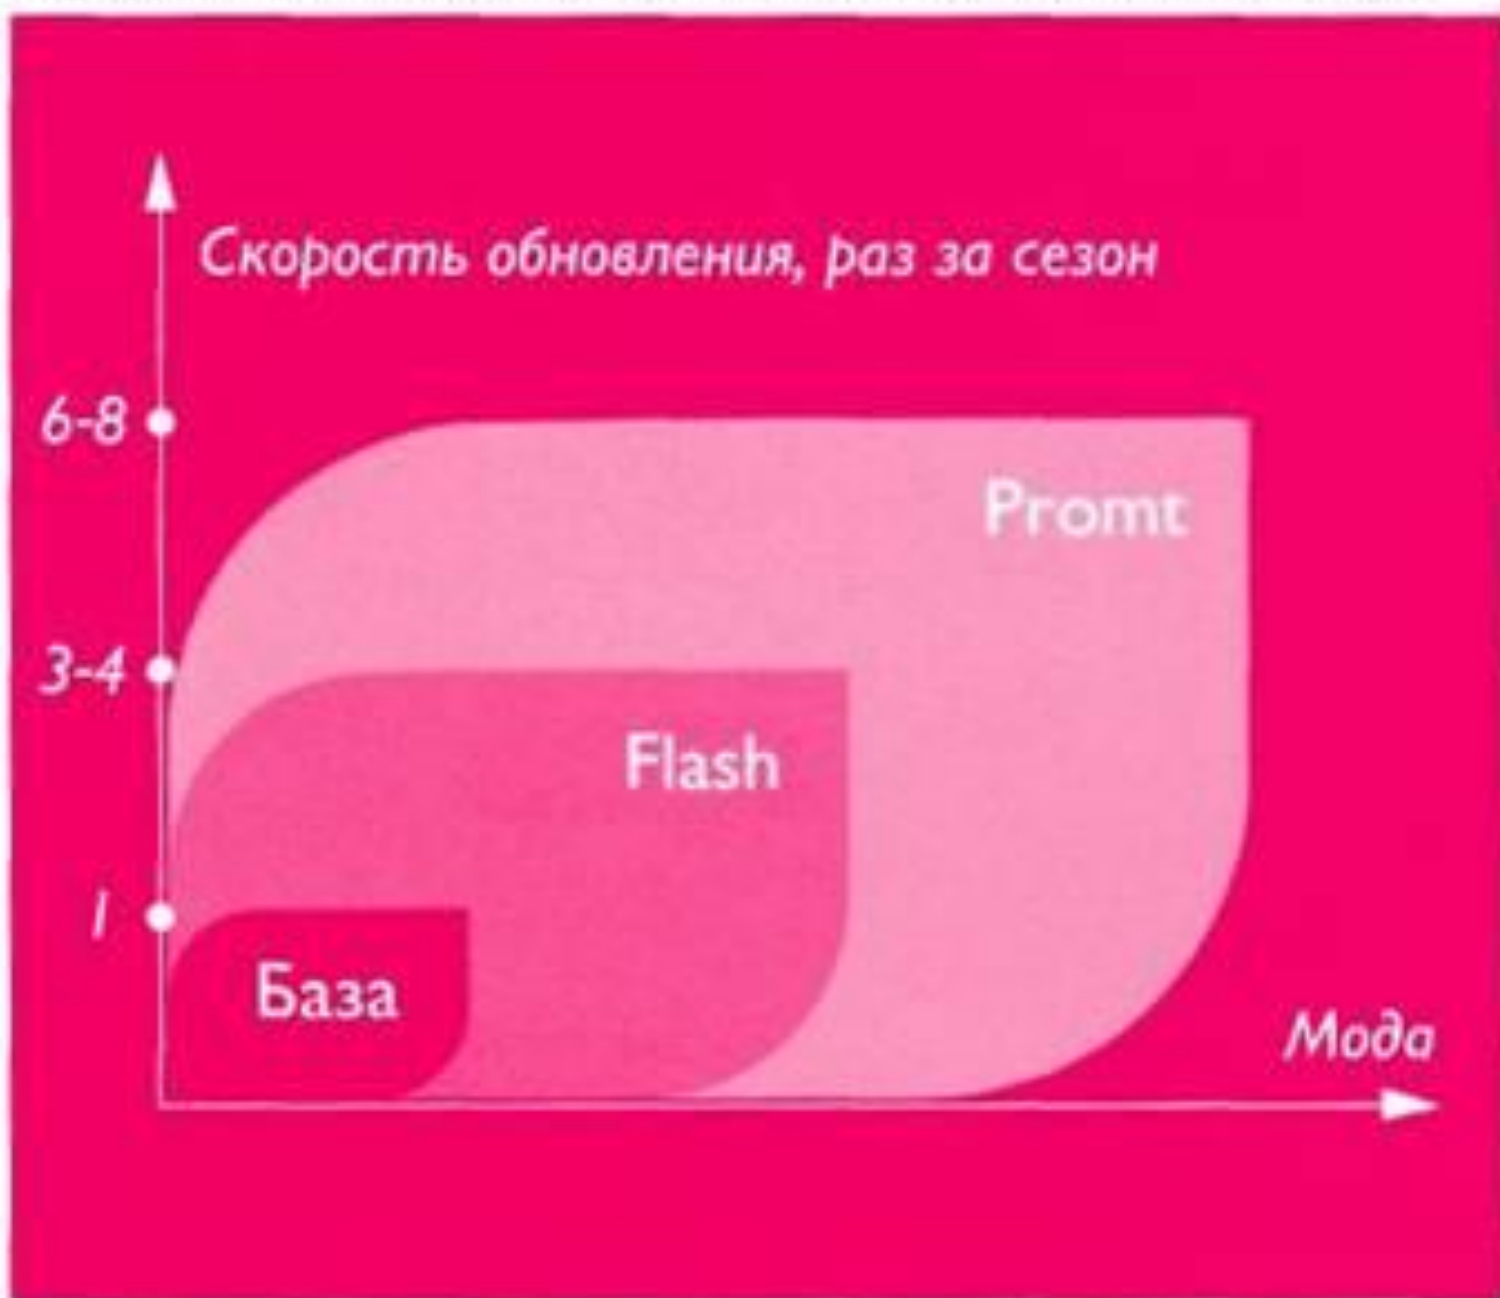 Скорость обновления, раз за сезон
6-8
Promt
3-4
Flash
1
База
Мода